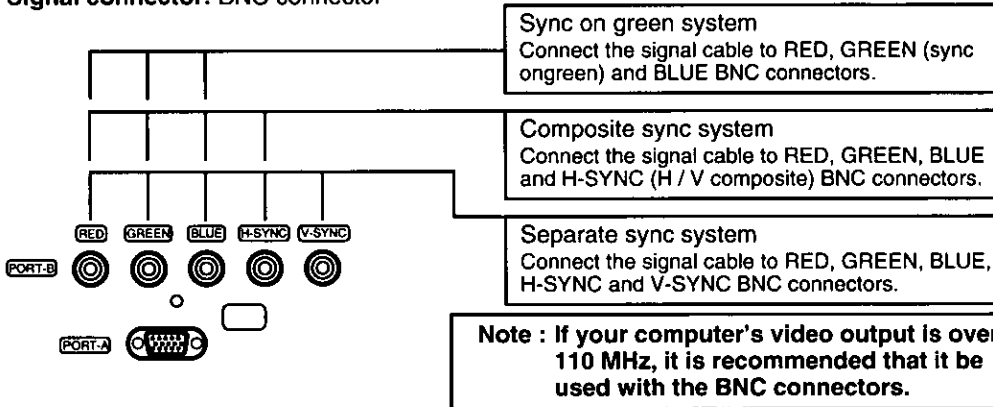 Signal connector: BNC connector
Sync on green system
Connect the signal cable to RED, GREEN (sync
ongreen) and BLUE BNC connectors.
Composite sync system
Connect the signal cable to RED, GREEN, BLUE
and H-SYNC (H / V composite) BNC connectors.
Separate sync system
Connect the signal cable to RED, GREEN, BLUE,
H-SYNC and V-SYNC BNC connectors.
RED GREEN BLUE H-SYNC V-SYNC
PORT-B
PORT-A
Note : If your computer's video output is over
110 MHz, it is recommended that it be
used with the BNC connectors.